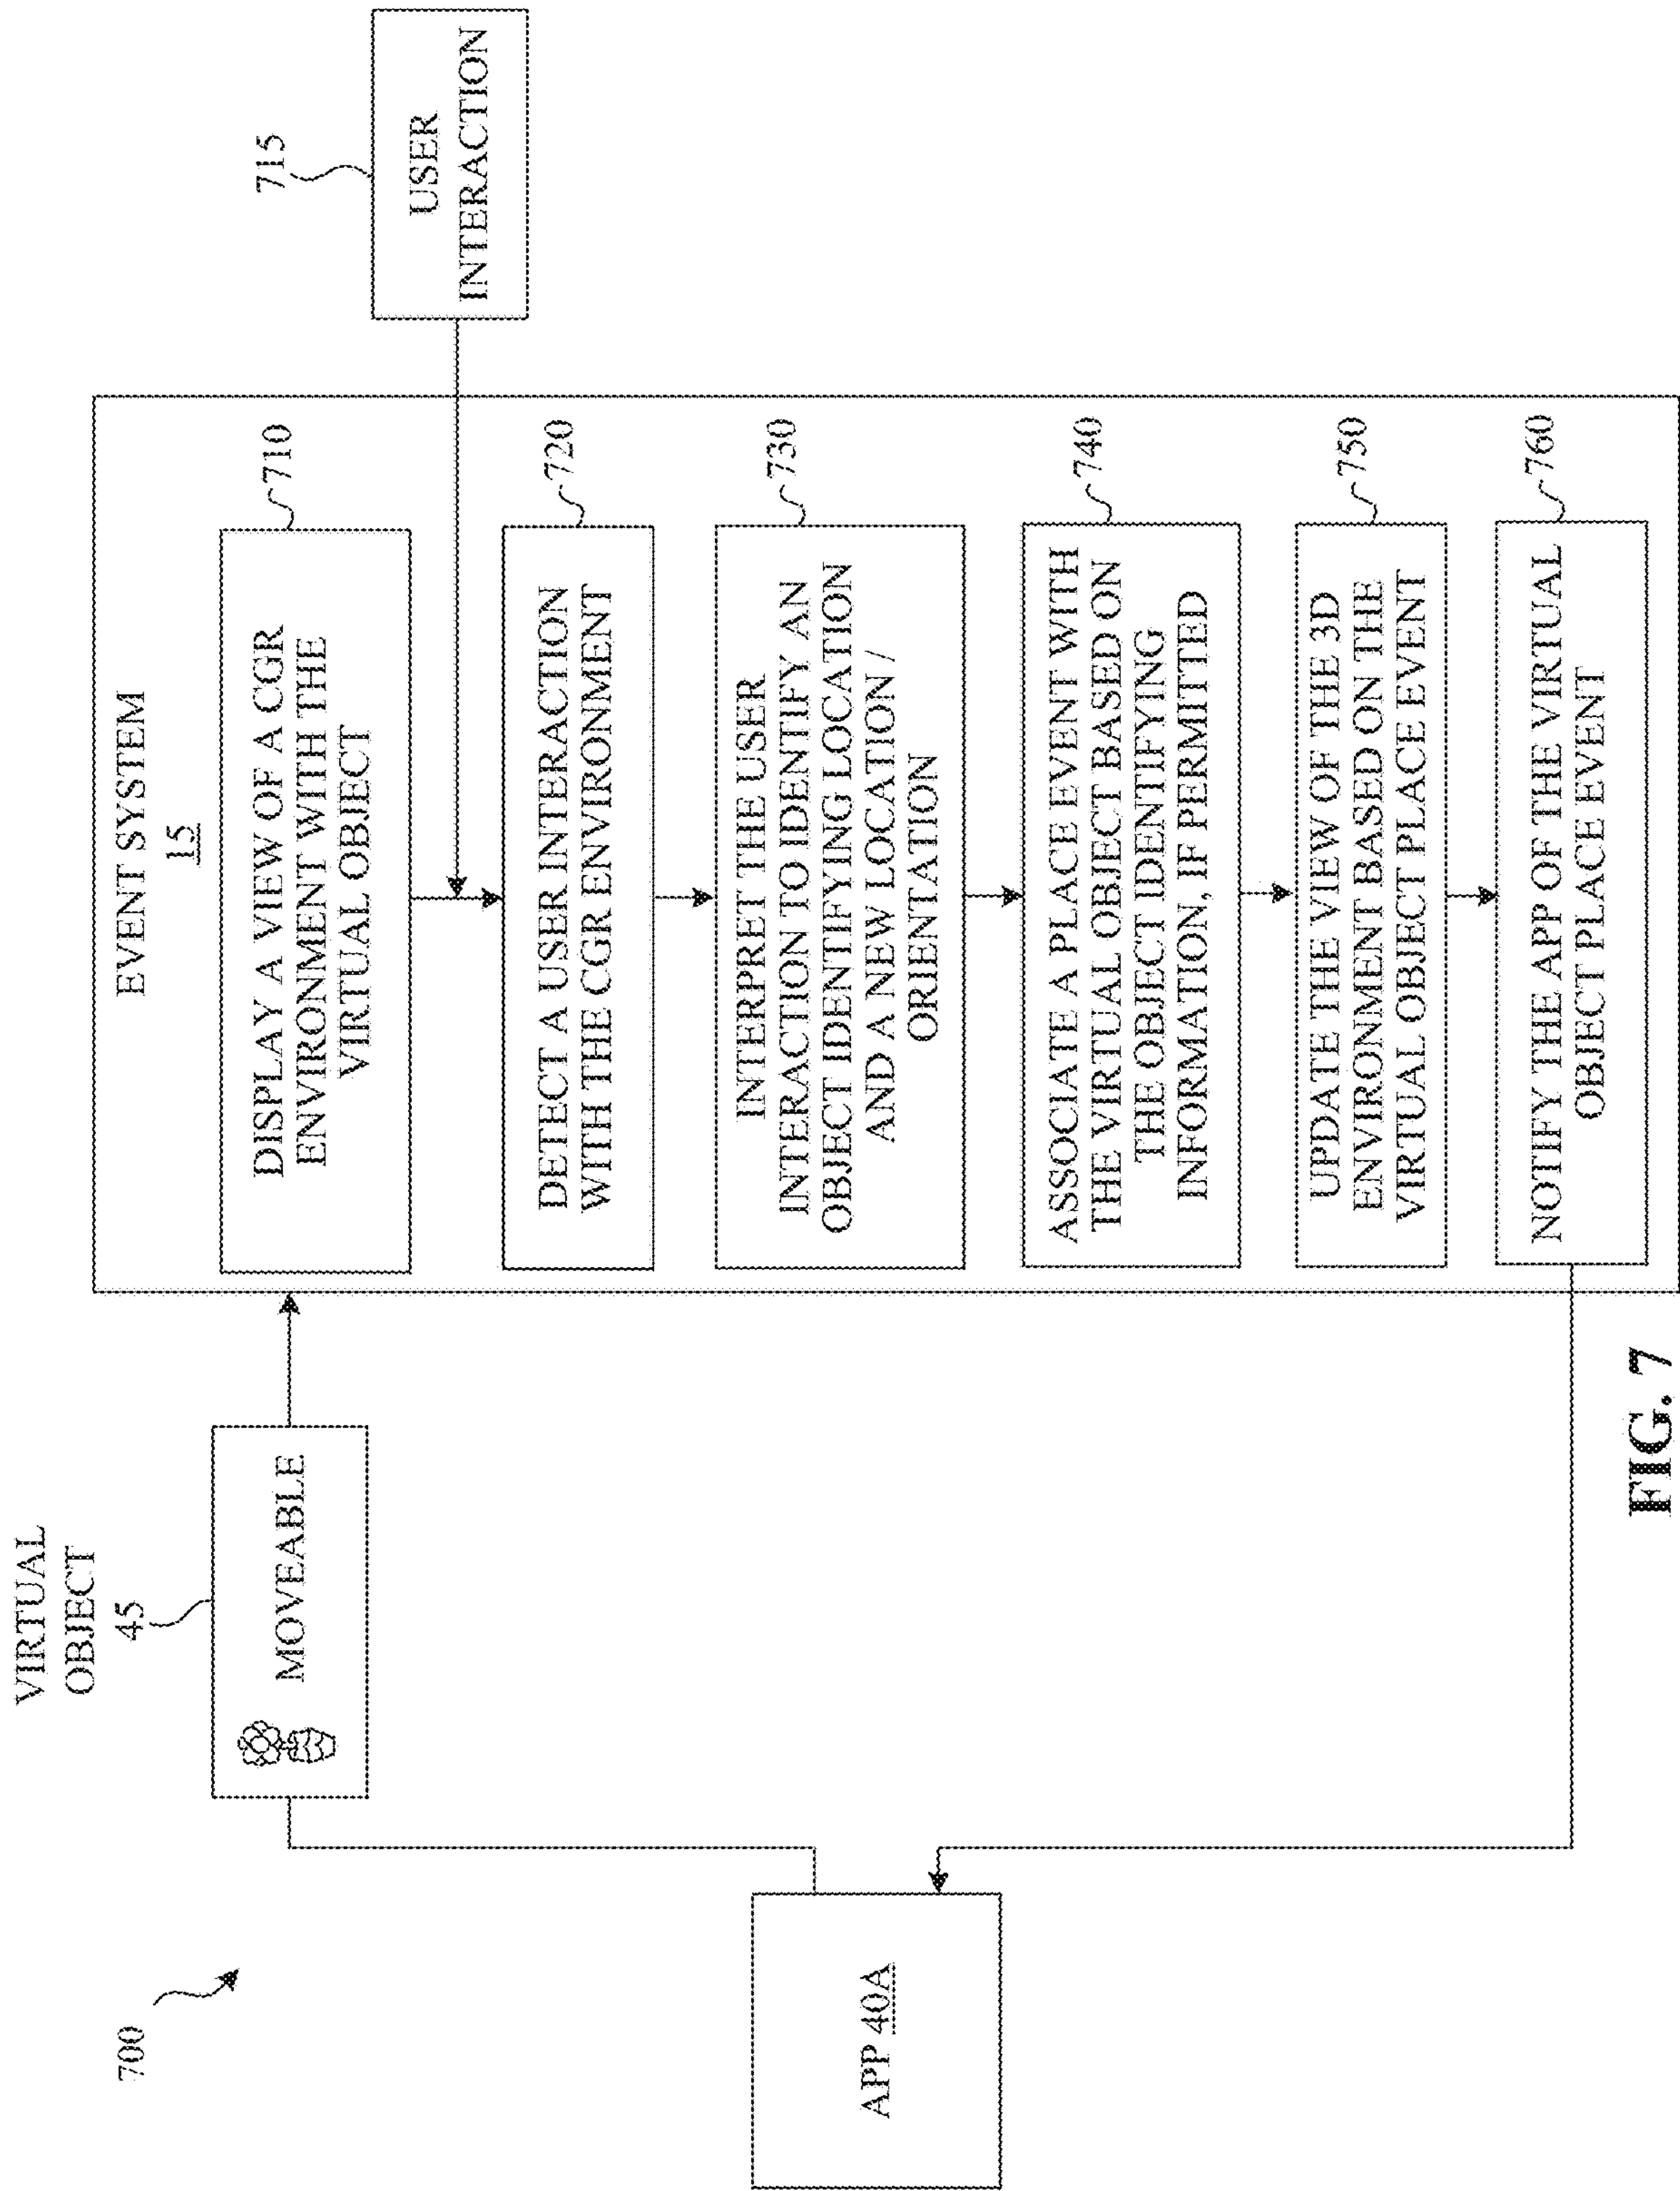 700
VIRTUAL
OBJECT
45
MOVEABLE
APP 40A
EVENT SYSTEM
15
DISPLAY A VIEW OF A CGR
ENVIRONMENT WITH THE
VIRTUAL OBJECT
710
USER
INTERACTION
715
DETECT A USER INTERACTION
WITH THE CGR ENVIRONMENT
720
INTERPRET THE USER
INTERACTION TO IDENTIFY AN
OBJECT IDENTIFYING LOCATION
AND A NEW LOCATION /
ORIENTATION
730
ASSOCIATE A PLACE EVENT WITH
THE VIRTUAL OBJECT BASED ON
THE OBJECT IDENTIFYING
INFORMATION, IF PERMITTED
740
UPDATE THE VIEW OF THE 3D
ENVIRONMENT BASED ON THE
VIRTUAL OBJECT PLACE EVENT
750
NOTIFY THE APP OF THE VIRTUAL
OBJECT PLACE EVENT
760
FIG. 7